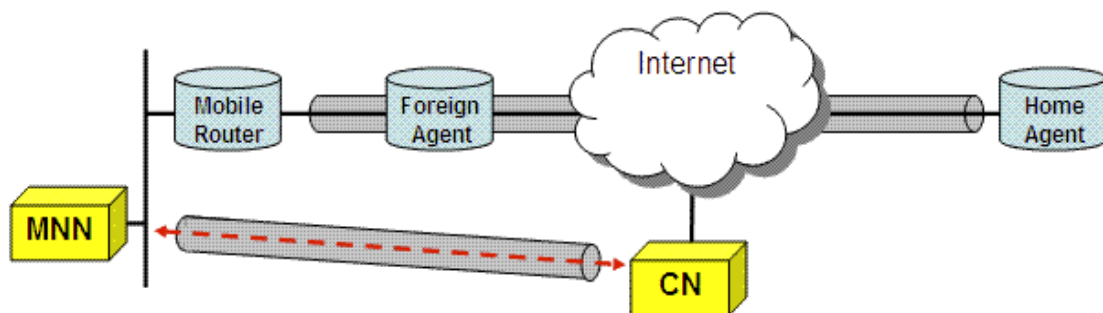 Internet
Mobile
Router
Foreign
Agent
Home
Agent
MNN
CN